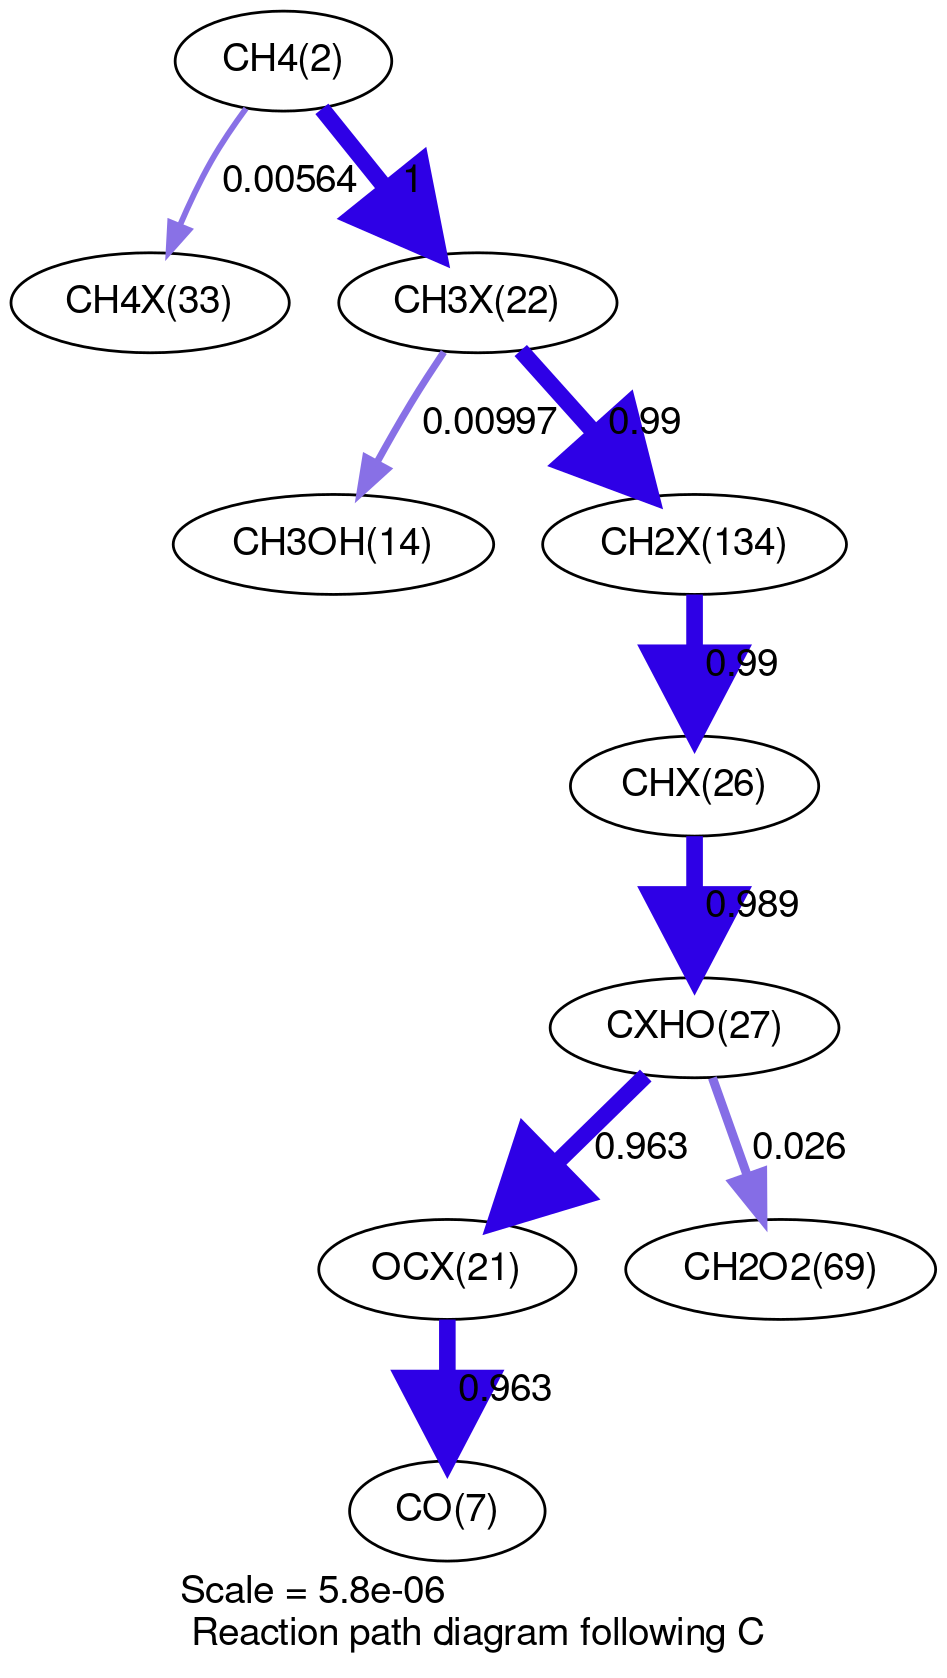 CH4(2)
0.00564
1
CH4X(33)
CH3X(22)
0.00997
0.99
CH3OH(14)
CH2X(134)
0.99
CHX(26)
0.989
CXHO(27)
0.963
0.026
OCX(21)
CH2O2(69)
0.963
CO(7)
Scale = 5.8e-06
Reaction path diagram following C